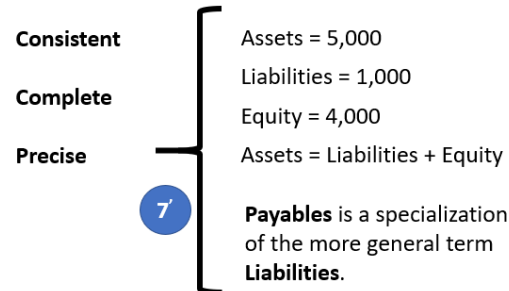 Consistent
Complete
Precise
7′
Assets = 5,000
Liabilities = 1,000
Equity = 4,000
Assets = Liabilities + Equity
Payables is a specialization
of the more general term
Liabilities.